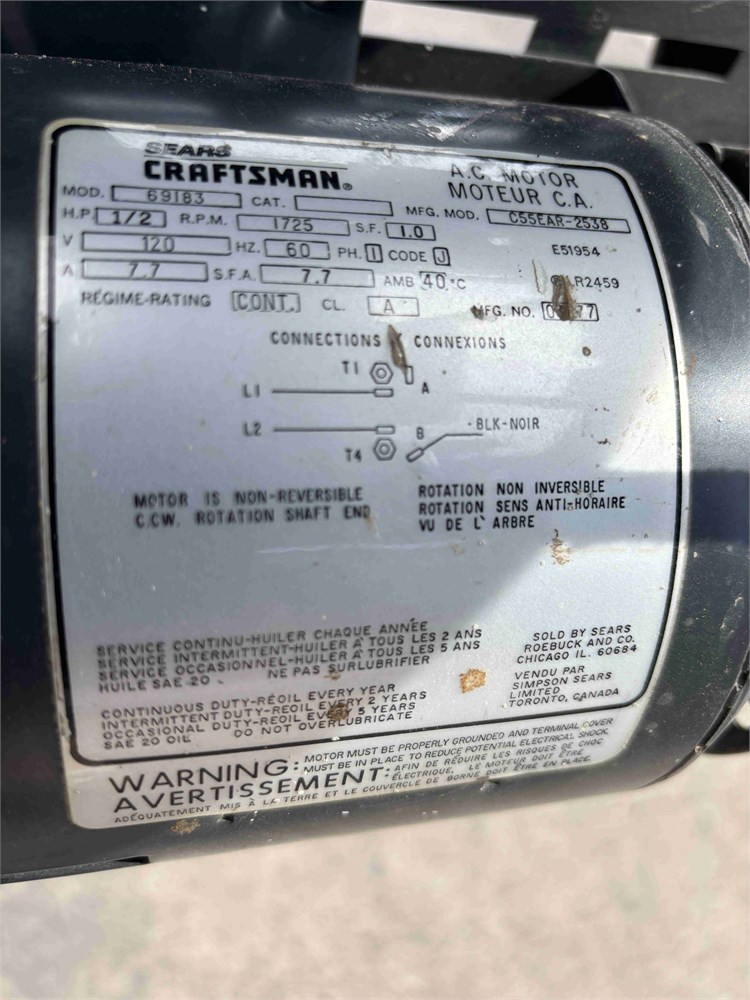 SEARS
CRAFTSMAN®
A.C. MOTOR
MOTEUR C.A.
MOD. 69183 CAT. MFG. MOD. C55EAR-2538
H.P. 1/2 R.P.M. 1725 S.F. 1.0
V 120 HZ. 60 PH. 1 CODE J E51954
A 7.7 S.F.A. 7.7 AMB 40 °C LR2459
RÉGIME-RATING CONT. CL. A MFG. NO.
CONNECTIONS CONNEXIONS
T1
A
L1
L2
B BLK-NOIR
T4
MOTOR IS NON-REVERSIBLE
C.C.W. ROTATION SHAFT END
ROTATION NON INVERSIBLE
ROTATION SENS ANTI-HORAIRE
VU DE L'ARBRE
SERVICE CONTINU-HUILER CHAQUE ANNÉE
SERVICE INTERMITTENT-HUILER A TOUS LES 2 ANS
SERVICE OCCASIONNEL-HUILER A TOUS LES 5 ANS
HUILE SAE 20 NE PAS SURLUBRIFIER
CONTINUOUS DUTY-REOIL EVERY YEAR
INTERMITTENT DUTY-REOIL EVERY 2 YEARS
OCCASIONAL DUTY-REOIL EVERY 5 YEARS
SAE 20 OIL DO NOT OVERLUBRICATE
SOLD BY SEARS
ROEBUCK AND CO.
CHICAGO IL. 60684
VENDU PAR
SIMPSON SEARS
LIMITED
TORONTO, CANADA
WARNING: MOTOR MUST BE PROPERLY GROUNDED AND TERMINAL COVER
MUST BE IN PLACE TO REDUCE POTENTIAL ELECTRICAL SHOCK.
AVERTISSEMENT: AFIN DE RÉDUIRE LES RISQUES DE CHOC
ÉLECTRIQUE, LE MOTEUR DOIT ÊTRE
ADÉQUATEMENT MIS À LA TERRE ET LE COUVERCLE DE BORNE DOIT ÊTRE EN PLACE.